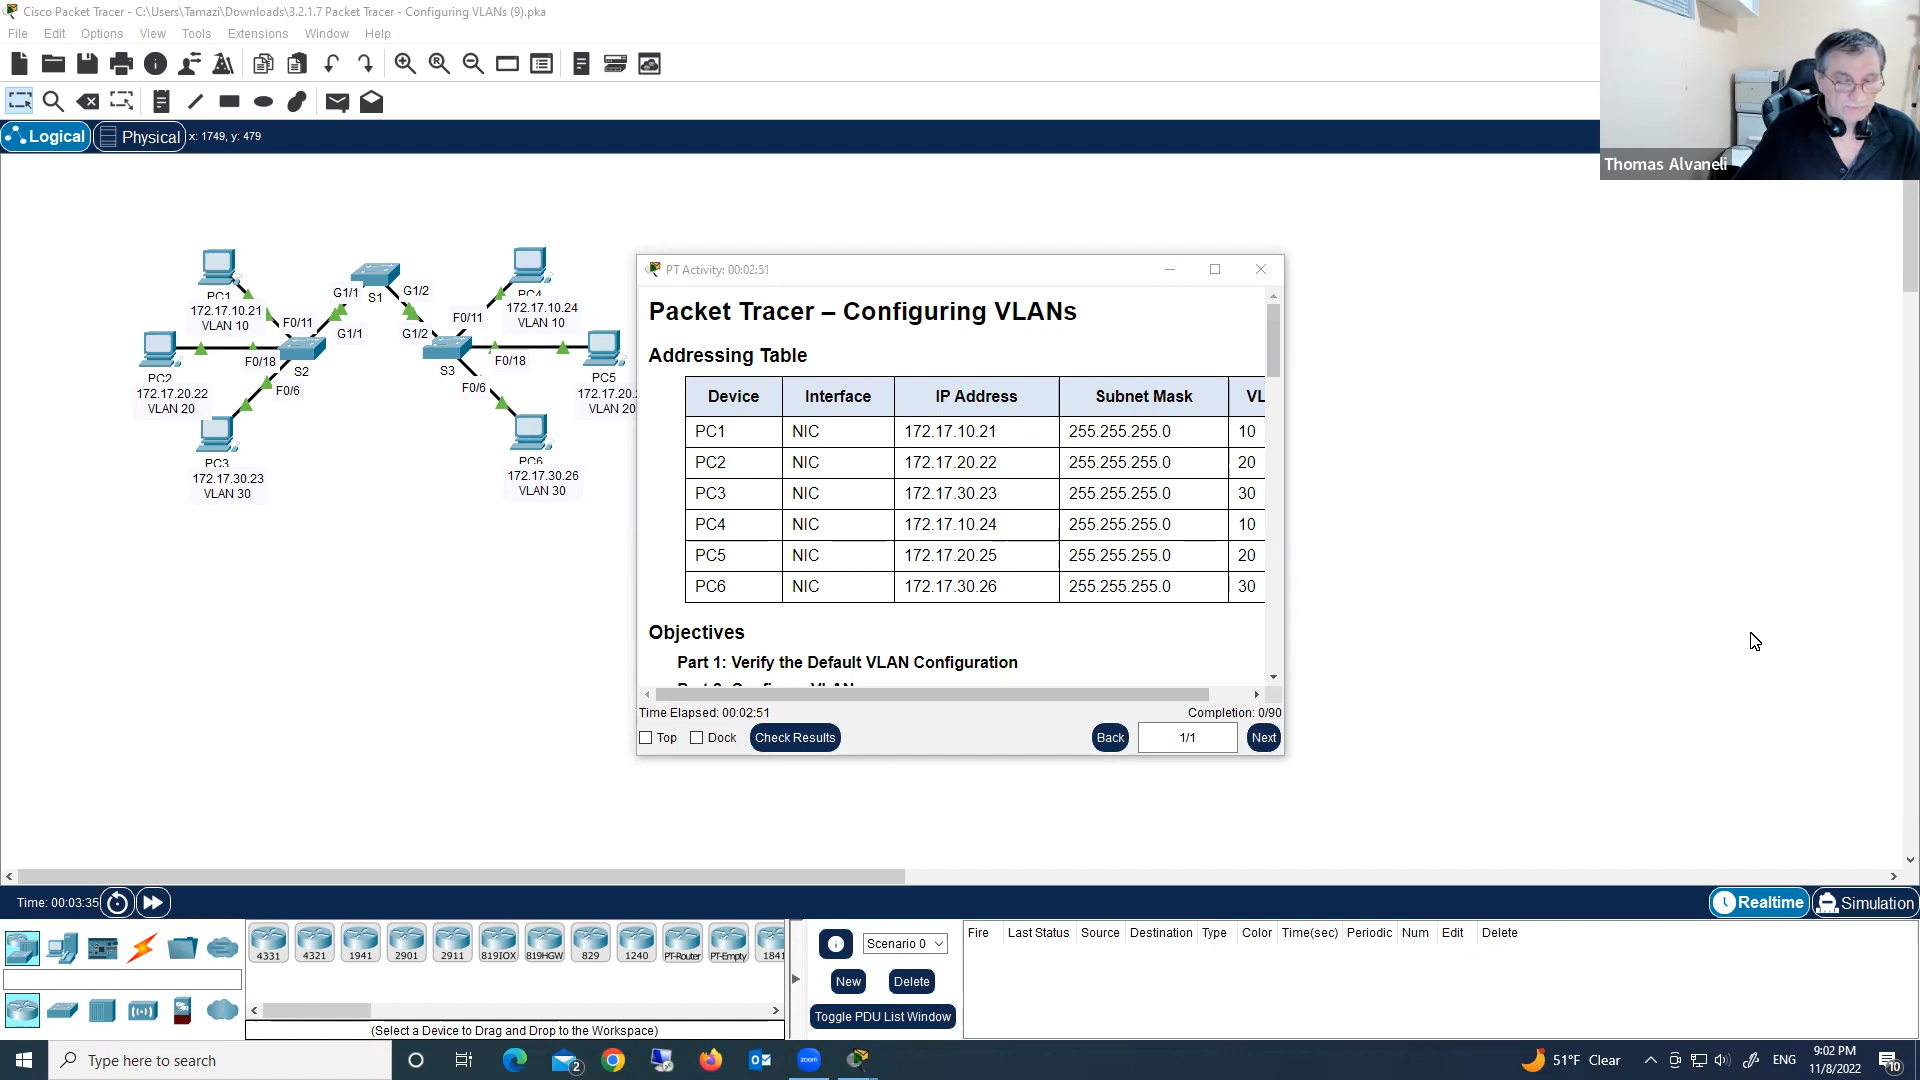 Cisco Packet Tracer - C:\Users\Tamazi\Downloads\3.2.1.7 Packet Tracer - Configuring VLANs (9).pka
File Edit Options View Tools Extensions Window Help
Logical Physical x: 1749, y: 479
Thomas Alvaneli
PC1
172.17.10.21
VLAN 10
PC2
172.17.20.22
VLAN 20
PC3
172.17.30.23
VLAN 30
F0/11
F0/18
S2
F0/6
G1/1
G1/1
S1
G1/2
G1/2
F0/11
F0/18
S3
F0/6
PC4
172.17.10.24
VLAN 10
PC5
172.17.20.
VLAN 20
PC6
172.17.30.26
VLAN 30
PT Activity: 00:02:51
Packet Tracer – Configuring VLANs
Addressing Table
Device Interface IP Address Subnet Mask VL
PC1 NIC 172.17.10.21 255.255.255.0 10
PC2 NIC 172.17.20.22 255.255.255.0 20
PC3 NIC 172.17.30.23 255.255.255.0 30
PC4 NIC 172.17.10.24 255.255.255.0 10
PC5 NIC 172.17.20.25 255.255.255.0 20
PC6 NIC 172.17.30.26 255.255.255.0 30
Objectives
Part 1: Verify the Default VLAN Configuration
Time Elapsed: 00:02:51 Completion: 0/90
Top Dock Check Results Back 1/1 Next
Time: 00:03:35 Realtime Simulation
4331 4321 1941 2901 2911 819IOX 819HGW 829 1240 PT-Router PT-Empty 1841
(Select a Device to Drag and Drop to the Workspace)
Scenario 0
New Delete
Toggle PDU List Window
Fire Last Status Source Destination Type Color Time(sec) Periodic Num Edit Delete
Type here to search
2
zoom
51°F Clear
ENG
9:02 PM
11/8/2022
10